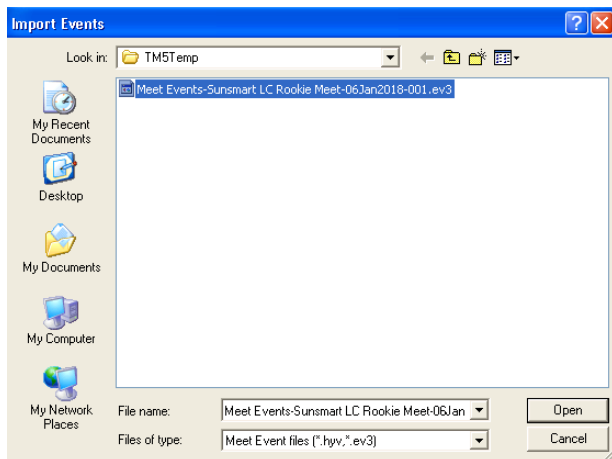 Import Events
Look in:
TM5Temp
Meet Events-Sunsmart LC Rookie Meet-06Jan2018-001.ev3
My Recent
Documents
Desktop
My Documents
My Computer
My Network
Places
File name:
Meet Events-Sunsmart LC Rookie Meet-06Jan
Open
Files of type:
Meet Event files (*.hyv,*.ev3)
Cancel